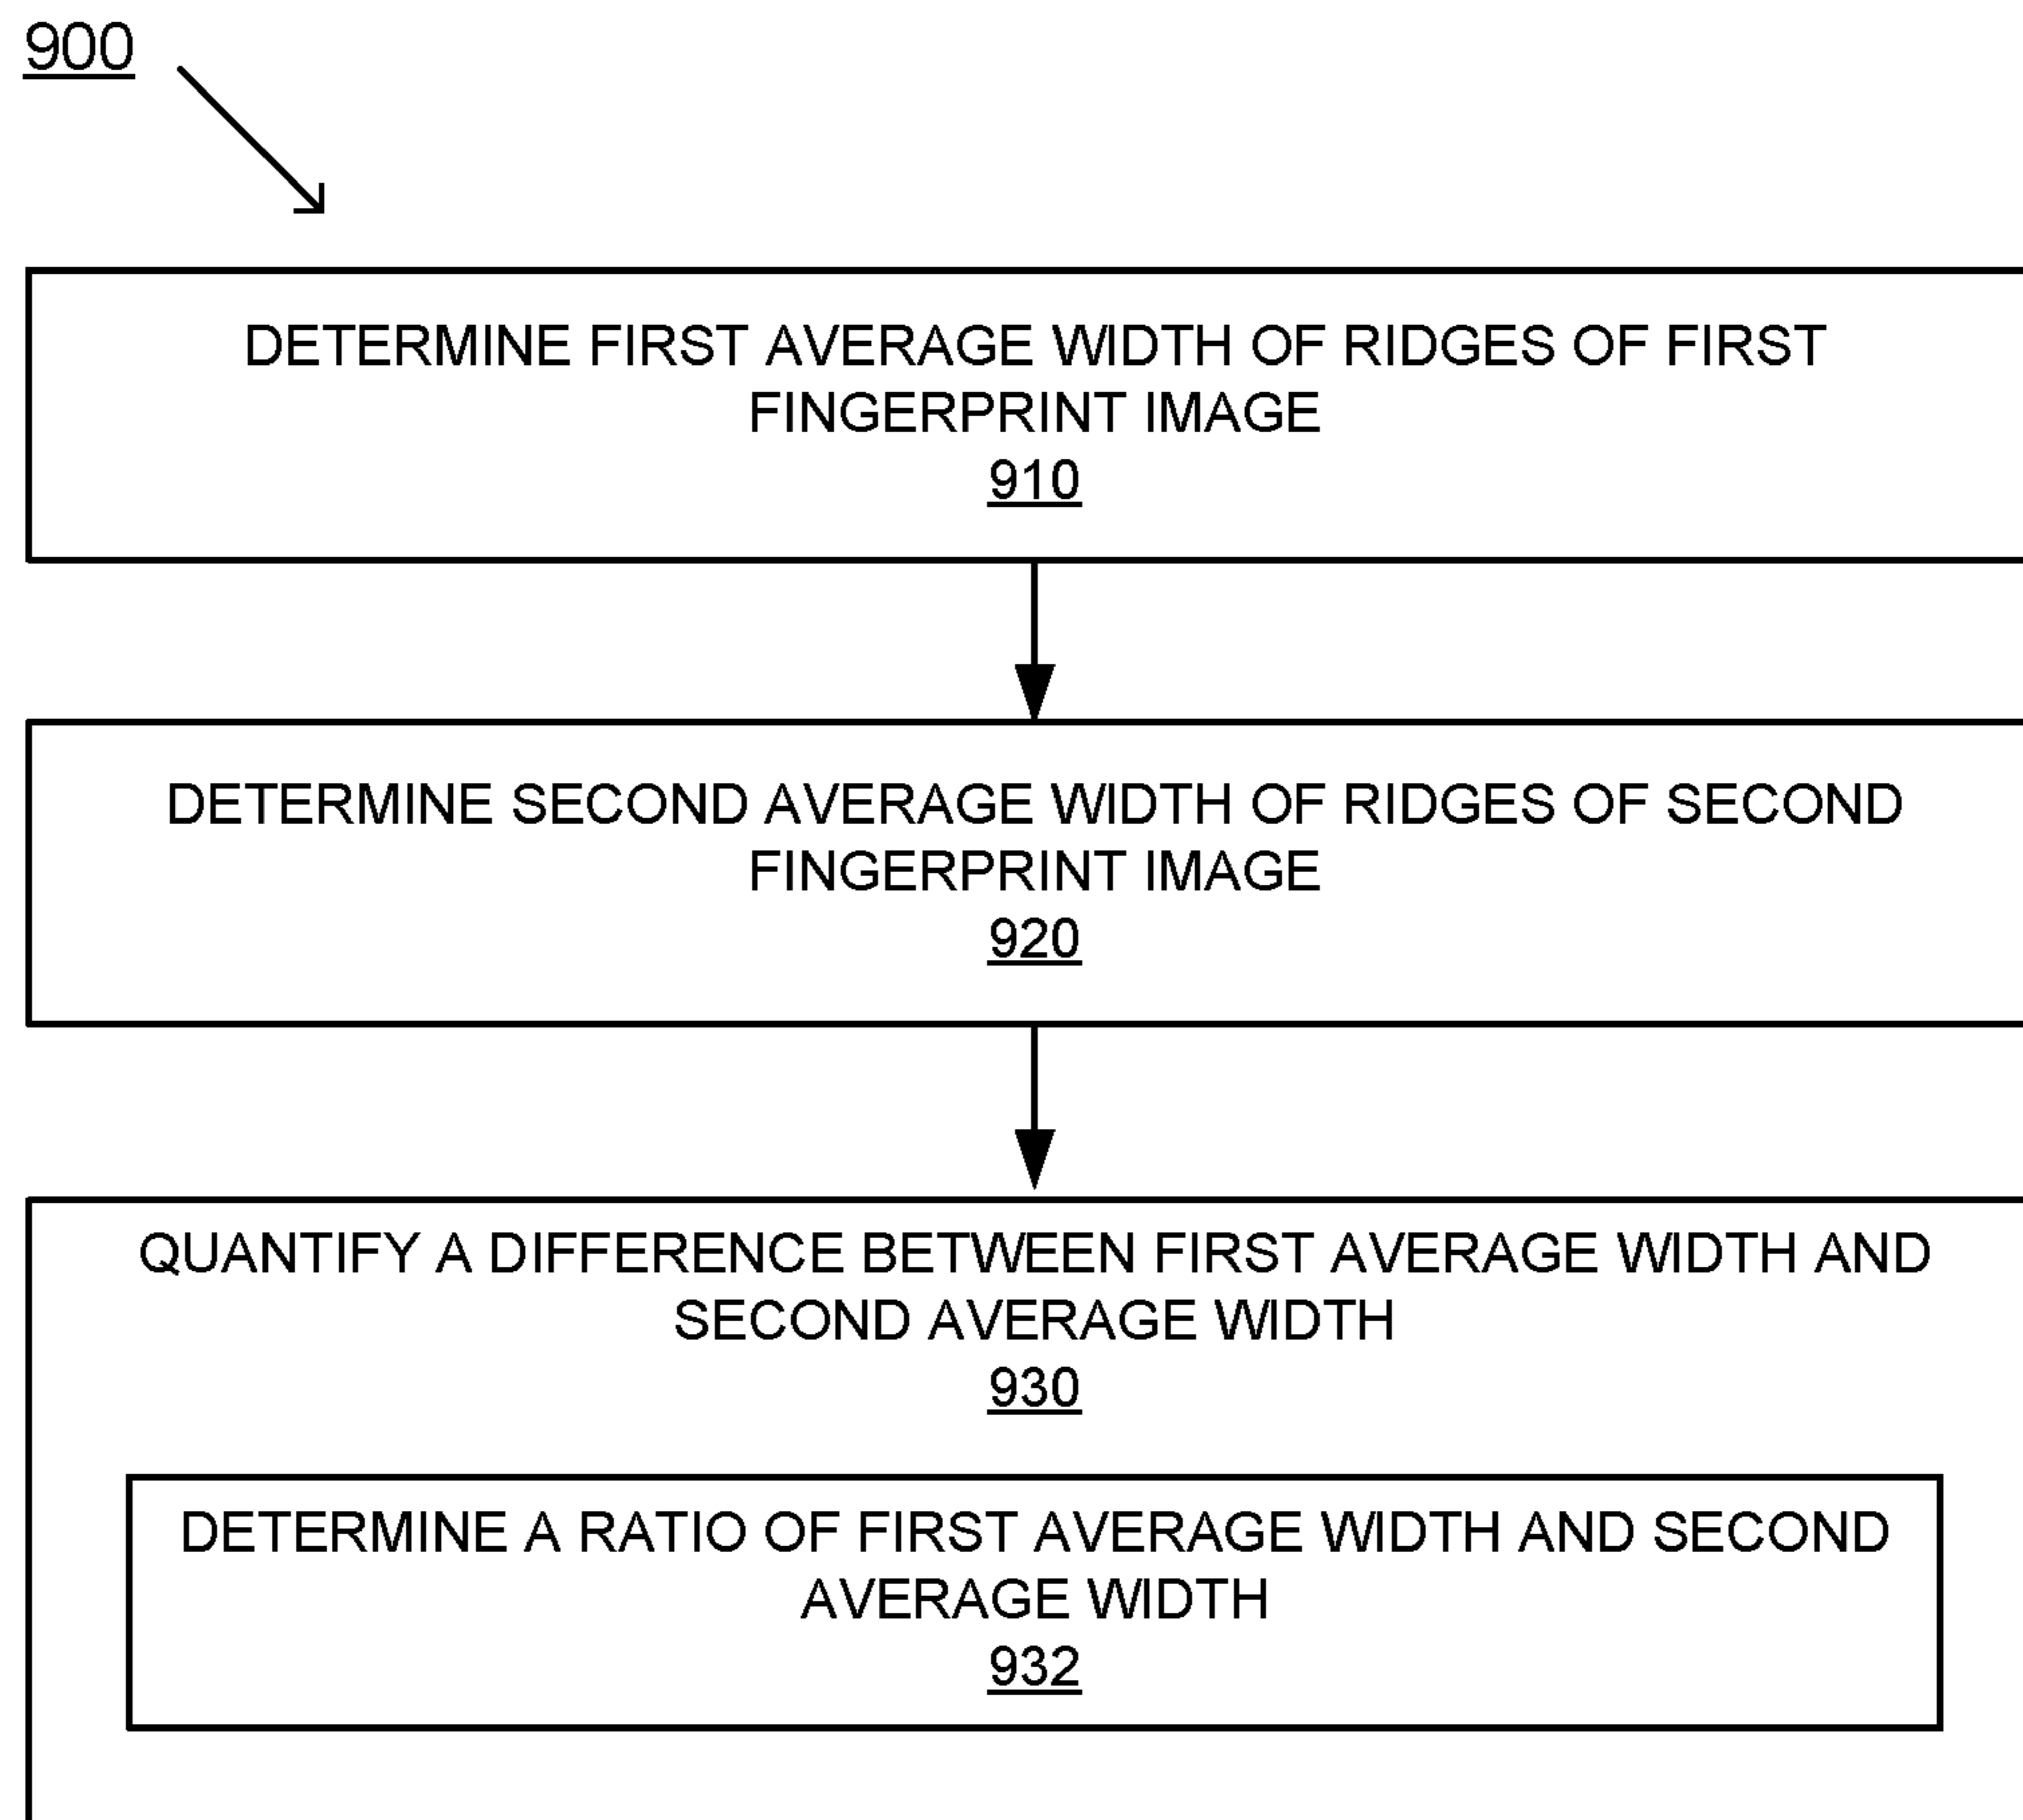 900
DETERMINE FIRST AVERAGE WIDTH OF RIDGES OF FIRST
FINGERPRINT IMAGE
910
DETERMINE SECOND AVERAGE WIDTH OF RIDGES OF SECOND
FINGERPRINT IMAGE
920
QUANTIFY A DIFFERENCE BETWEEN FIRST AVERAGE WIDTH AND
SECOND AVERAGE WIDTH
930
DETERMINE A RATIO OF FIRST AVERAGE WIDTH AND SECOND
AVERAGE WIDTH
932